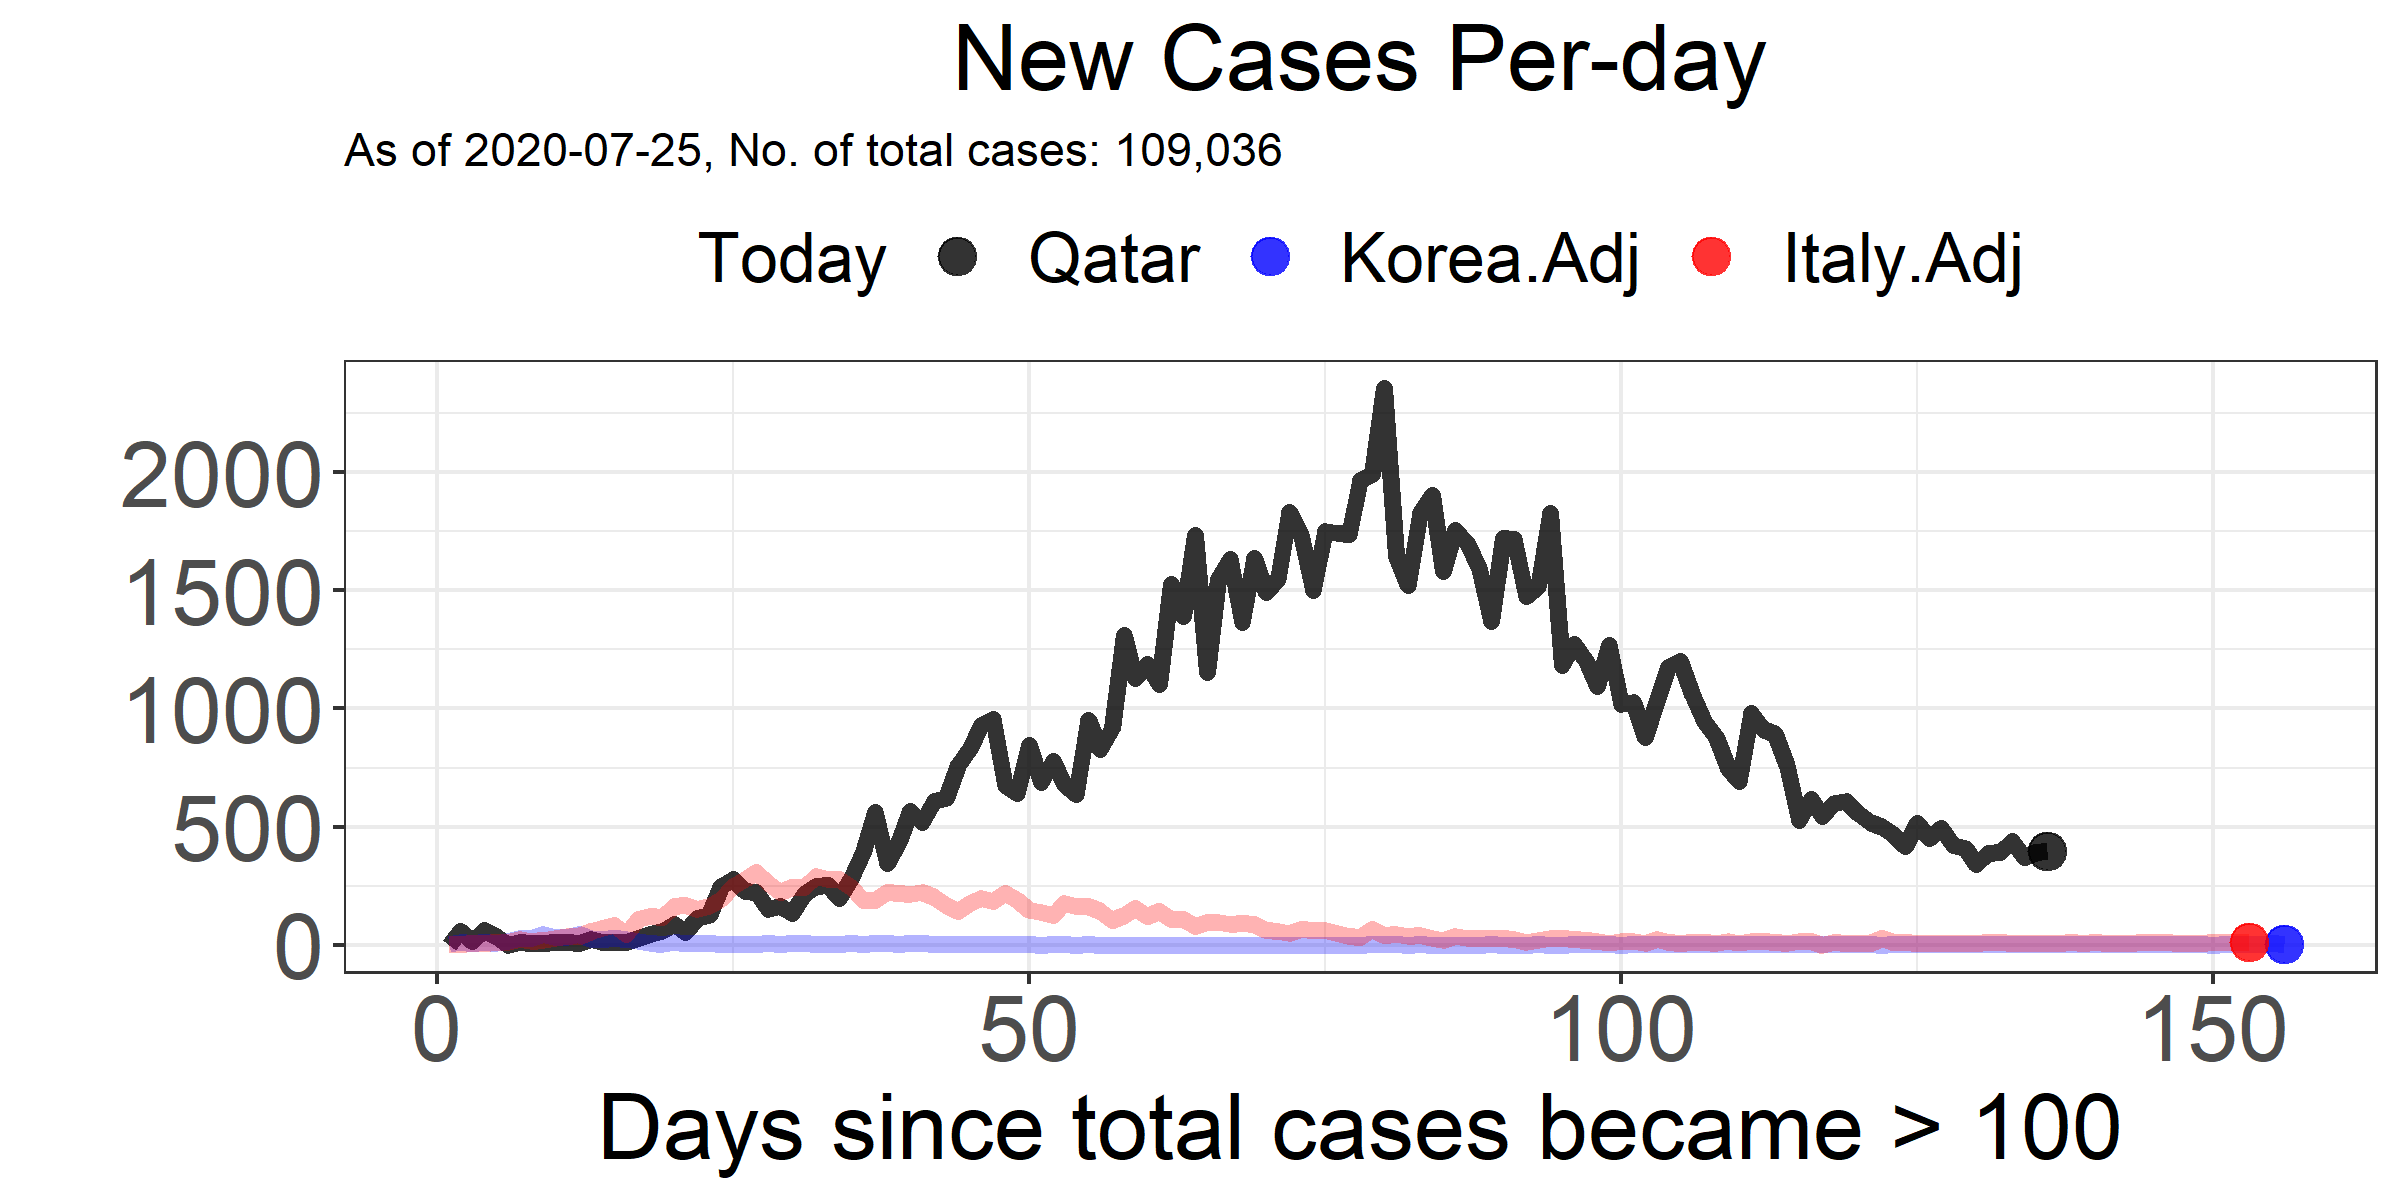 New Cases Per-day
As of 2020-07-25, No. of total cases: 109,036
Today Qatar Korea.Adj Italy.Adj
2000
1500
1000
500
0
0 50 100 150
Days since total cases became > 100